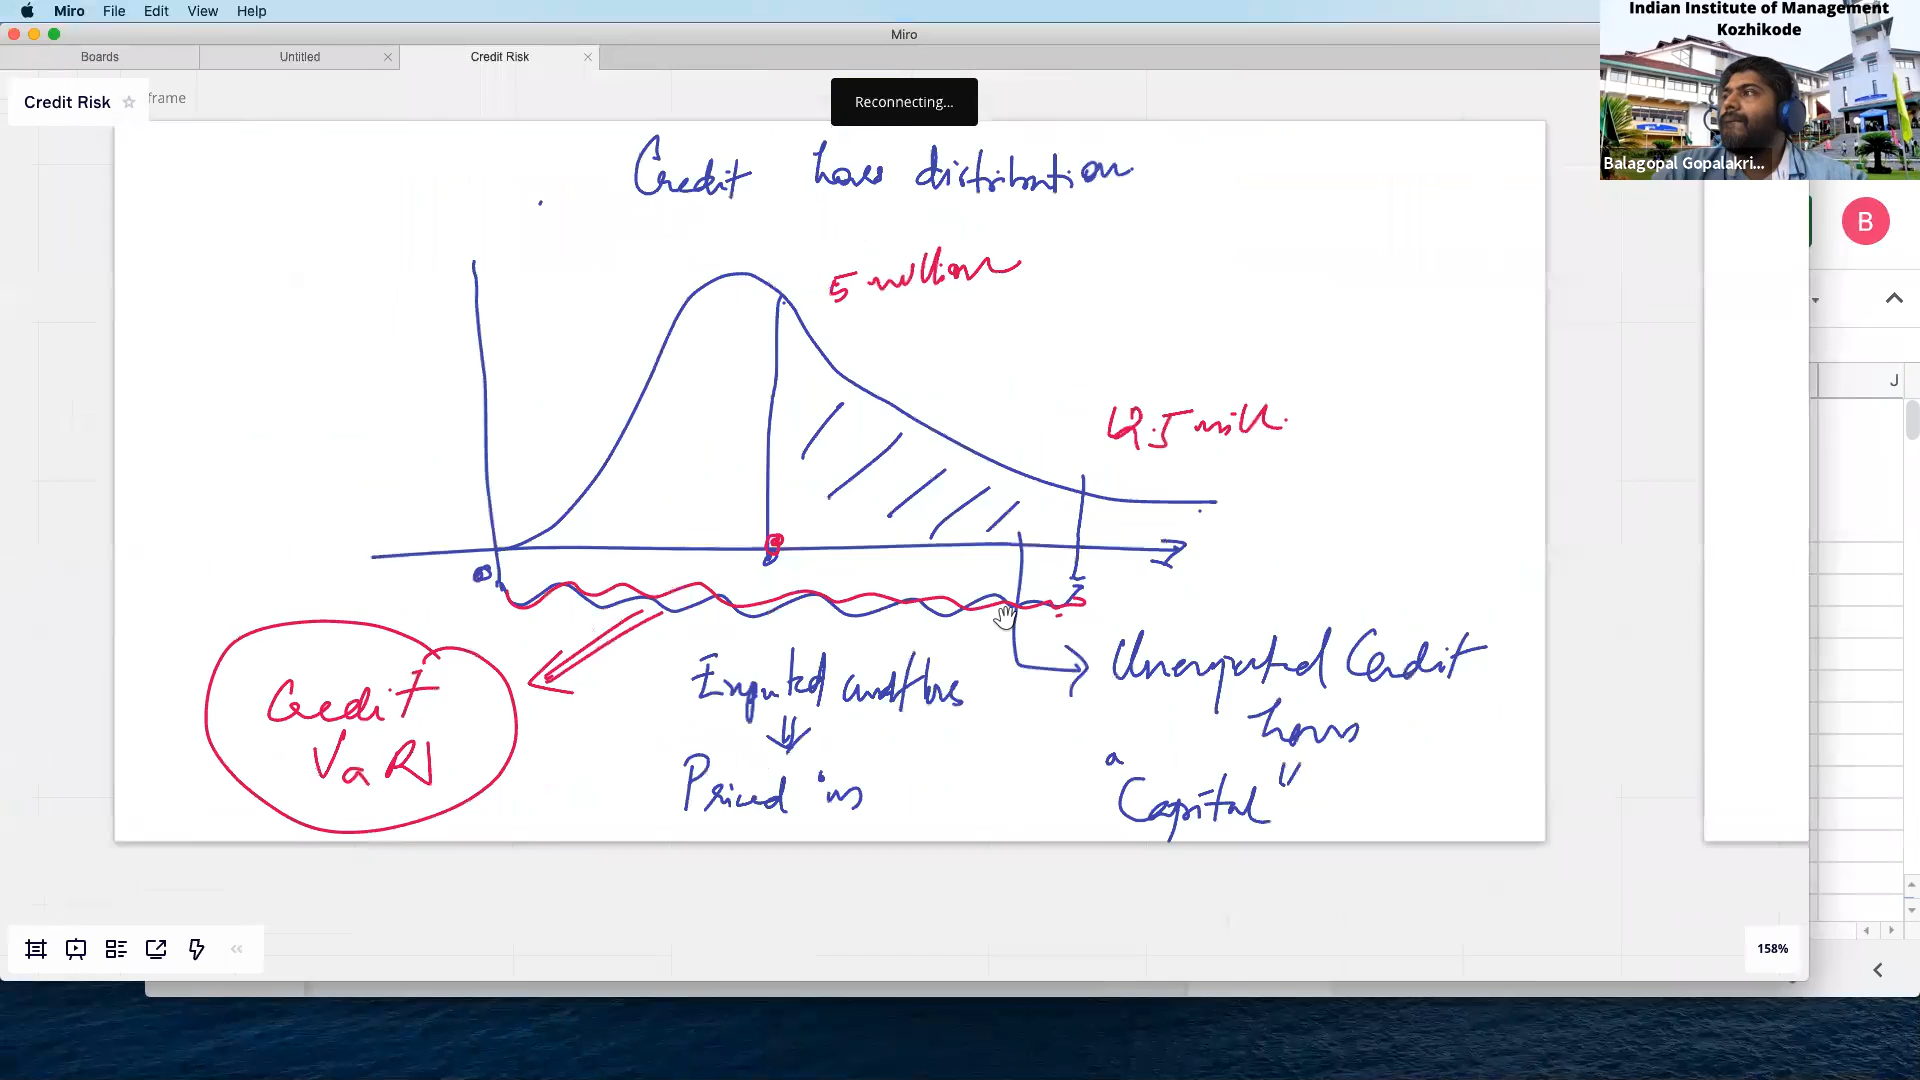 Miro File Edit View Help
Miro
Boards Untitled Credit Risk
Credit Risk
frame
Reconnecting...
Indian Institute of Management
Kozhikode
Balagopal Gopalakri...
B
J
Credit Loss distribution
5 million
12.5 mill.
0
Expected credit loss
Priced in
Unexpected Credit
Loss
"Capital"
Credit
VaR
158%